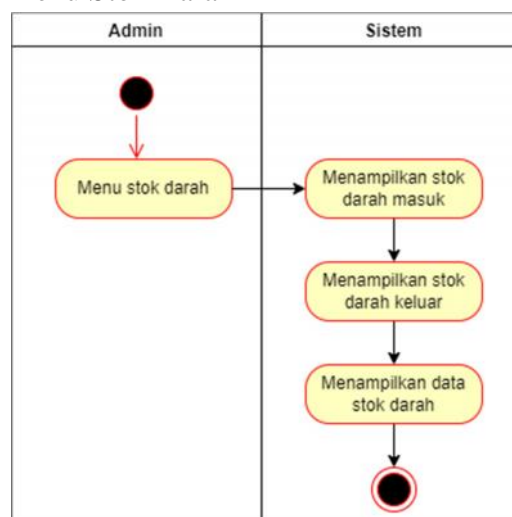 Admin
Sistem
Menu stok darah
Menampilkan stok
darah masuk
Menampilkan stok
darah keluar
Menampilkan data
stok darah